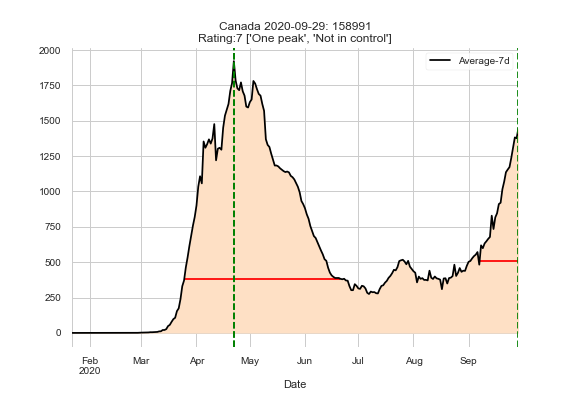 Canada 2020-09-29: 158991
Rating:7 ['One peak', 'Not in control']
2000
1750
1500
1250
1000
750
500
250
0
Average-7d
Feb Mar Apr May Jun Jul Aug Sep
2020
Date